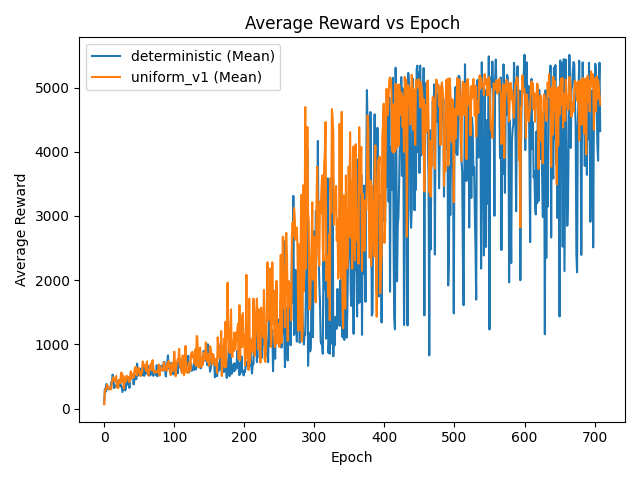 Average Reward vs Epoch
deterministic (Mean)
uniform_v1 (Mean)
Average Reward
5000
4000
3000
2000
1000
0
0 100 200 300 400 500 600 700
Epoch